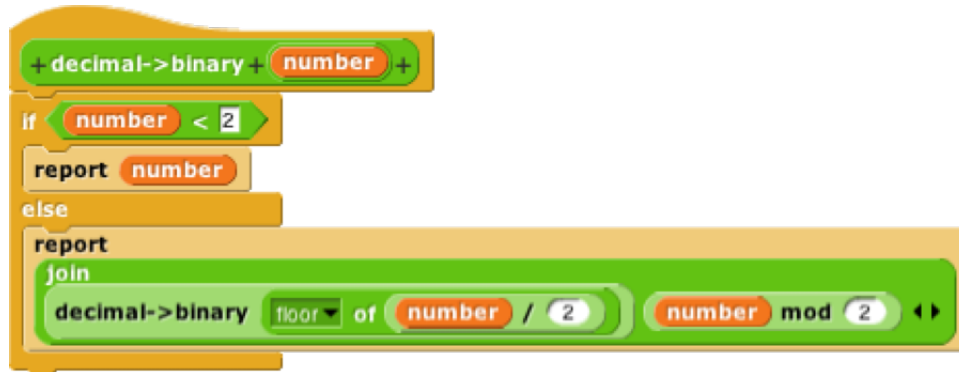 +decimal->binary+ number +
if number < 2
report number
else
report
join
decimal->binary floor of number / 2 number mod 2